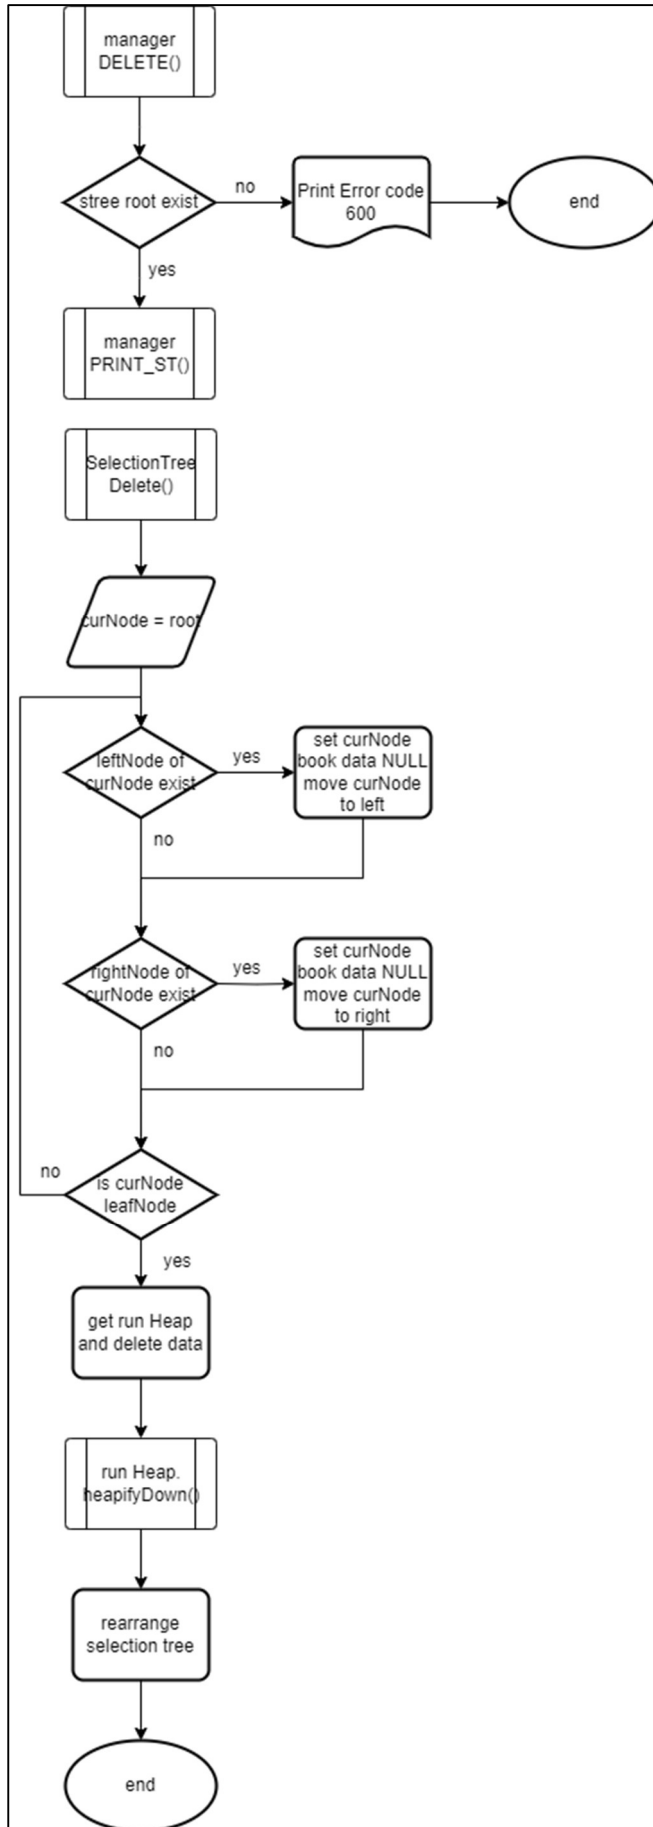 manager
DELETE()
stree root exist
no
Print Error code
600
end
yes
manager
PRINT_ST()
SelectionTree
Delete()
curNode = root
leftNode of
curNode exist
yes
set curNode
book data NULL
move curNode
to left
no
rightNode of
curNode exist
yes
set curNode
book data NULL
move curNode
to right
no
no
is curNode
leafNode
yes
get run Heap
and delete data
run Heap.
heapifyDown()
rearrange
selection tree
end